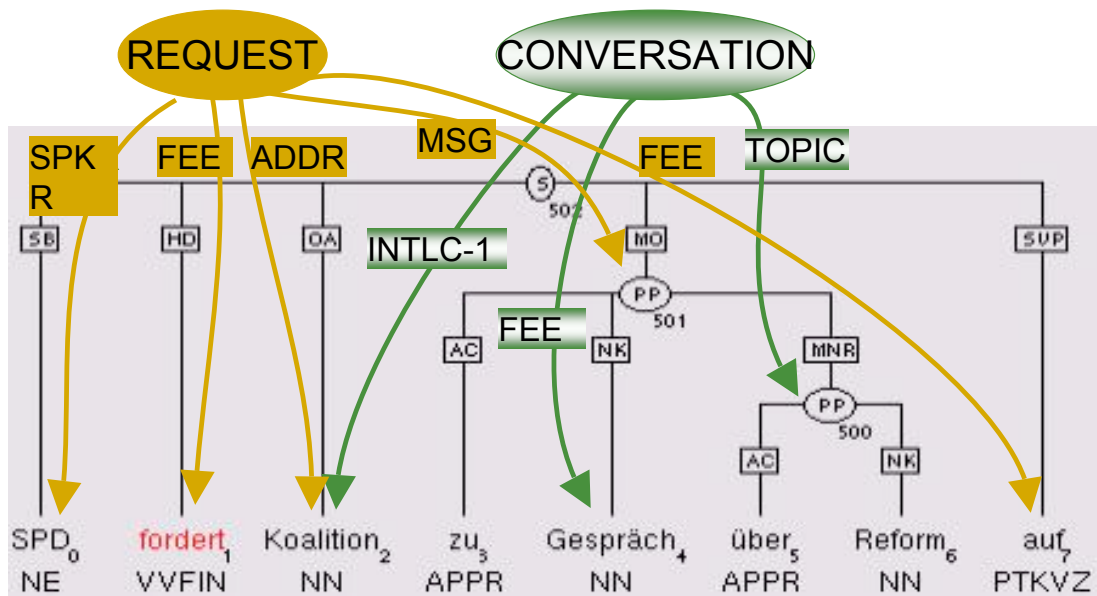 REQUEST CONVERSATION
MSG
SPK
R
FEE ADDR FEE TOPIC
S
502
SB HD OA MO SVP
INTLC-1
PP
501
FEE
AC NK MNR
PP
500
AC NK
SPD0 fordert1 Koalition2 zu3 Gespräch4 über5 Reform6 auf7
NE VVFIN NN APPR NN APPR NN PTKVZ